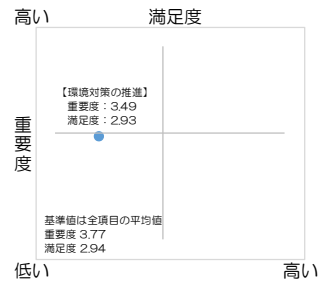 高い
満足度
【環境対策の推進】
重要度：3.49
満足度：2.93
重要度
基準値は全項目の平均値
重要度 3.77
満足度 2.94
低い
高い